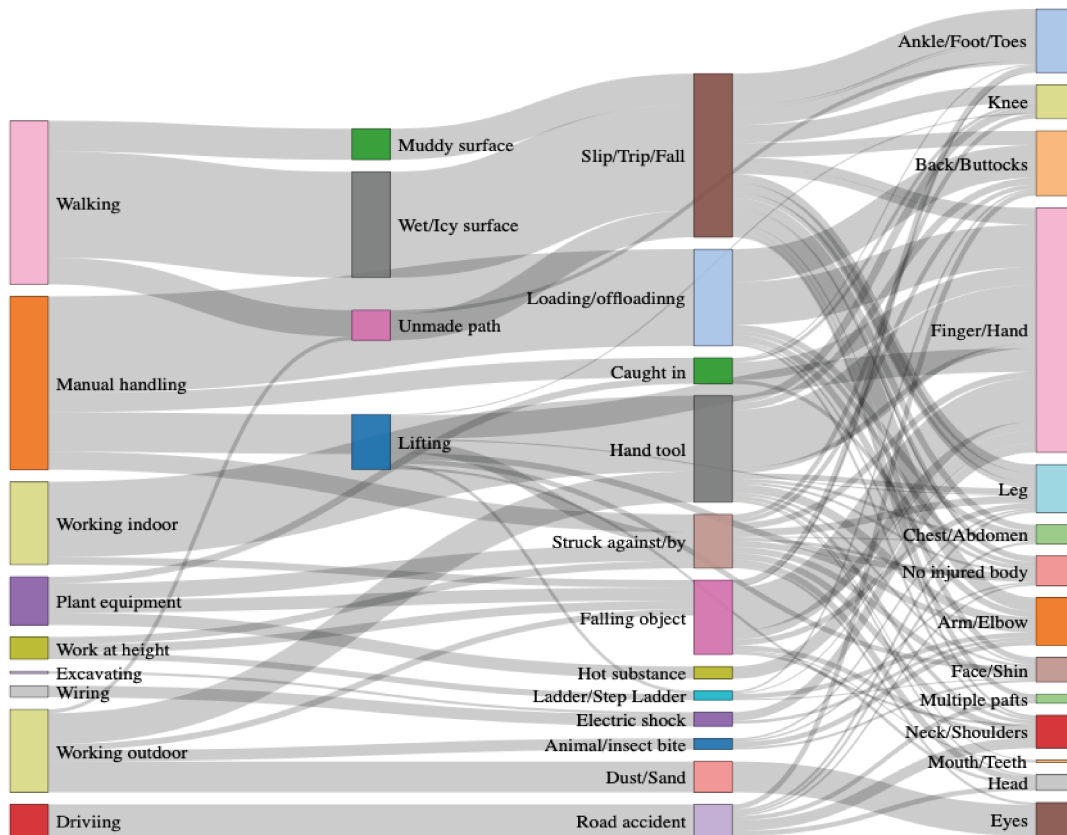 Walking
Manual handling
Working indoor
Plant equipment
Work at height
Excavating
Wiring
Working outdoor
Driviing
Muddy surface
Wet/Icy surface
Unmade path
Lifting
Slip/Trip/Fall
Loading/offloadinng
Caught in
Hand tool
Struck against/by
Falling object
Hot substance
Ladder/Step Ladder
Electric shock
Animal/insect bite
Dust/Sand
Road accident
Ankle/Foot/Toes
Knee
Back/Buttocks
Finger/Hand
Leg
Chest/Abdomen
No injured body
Arm/Elbow
Face/Shin
Multiple pafts
Neck/Shoulders
Mouth/Teeth
Head
Eyes